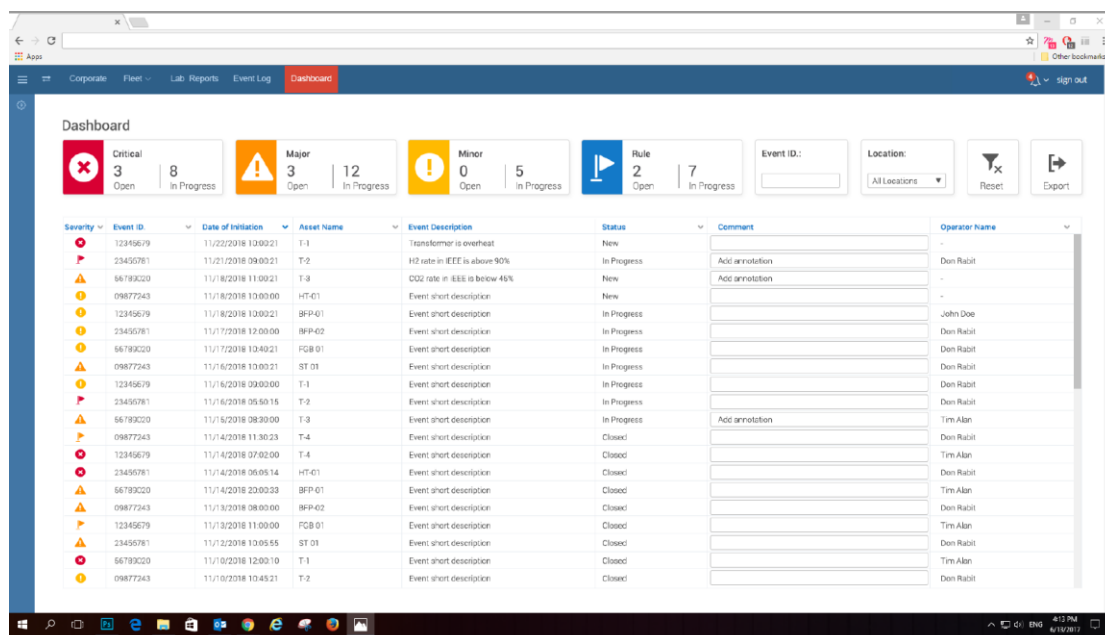 Apps
Other bookmarks
Corporate Fleet Lab Reports Event Log Dashboard
4
sign out
Dashboard
Critical
3 Open
8 In Progress
Major
3 Open
12 In Progress
Minor
0 Open
5 In Progress
Rule
2 Open
7 In Progress
Event ID.:
Location:
All Locations
Reset
Export
Severity Event ID. Date of Initiation Asset Name Event Description Status Comment Operator Name
12345679 11/22/2018 10:00:21 T-1 Transformer is overheat New -
23455781 11/21/2018 09:00:21 T-2 H2 rate in IEEE is above 90% In Progress Add annotation Don Rabit
56789020 11/18/2018 11:00:21 T-3 CO2 rate in IEEE is below 45% New Add annotation -
09877243 11/18/2018 10:00:00 HT-01 Event short description New -
12345679 11/18/2018 10:00:21 BFP-01 Event short description In Progress John Doe
23455781 11/17/2018 12:00:00 BFP-02 Event short description In Progress Don Rabit
56789020 11/17/2018 10:40:21 FGB 01 Event short description In Progress Don Rabit
09877243 11/16/2018 10:00:21 ST 01 Event short description In Progress Don Rabit
12345679 11/16/2018 09:00:00 T-1 Event short description In Progress Don Rabit
23455781 11/16/2018 05:50:15 T-2 Event short description In Progress Don Rabit
56789020 11/15/2018 08:30:00 T-3 Event short description In Progress Add annotation Tim Alan
09877243 11/14/2018 11:30:23 T-4 Event short description Closed Don Rabit
12345679 11/14/2018 07:02:00 T-4 Event short description Closed Tim Alan
23455781 11/14/2018 06:05:14 HT-01 Event short description Closed Don Rabit
56789020 11/14/2018 20:00:33 BFP-01 Event short description Closed Tim Alan
09877243 11/13/2018 08:00:00 BFP-02 Event short description Closed Don Rabit
12345679 11/13/2018 11:00:00 FGB 01 Event short description Closed Tim Alan
23455781 11/12/2018 10:05:55 ST 01 Event short description Closed Don Rabit
56789020 11/10/2018 12:00:10 T-1 Event short description Closed Tim Alan
09877243 11/10/2018 10:45:21 T-2 Event short description Closed Don Rabit
ENG
4:13 PM
6/18/2017